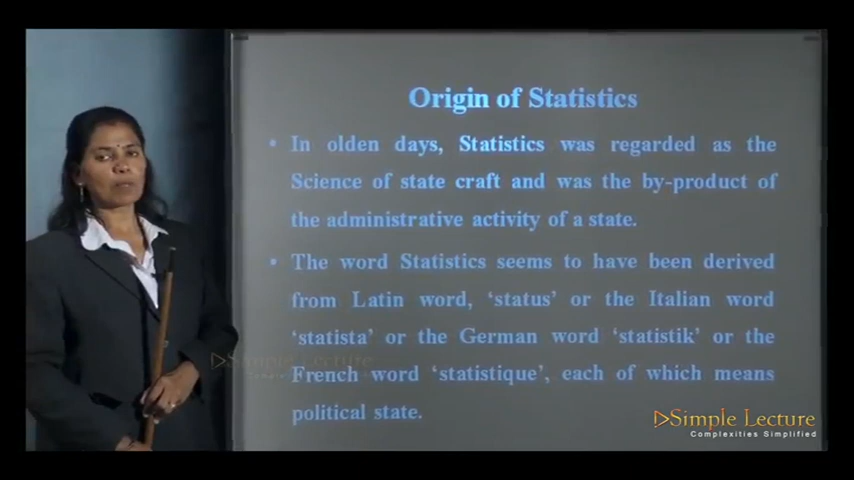 Origin of Statistics
• In olden days, Statistics was regarded as the
Science of state craft and was the by-product of
the administrative activity of a state.
• The word Statistics seems to have been derived
from Latin word, ‘status’ or the Italian word
‘statista’ or the German word ‘statistik’ or the
French word ‘statistique’, each of which means
political state.
Simple Lecture
Simple Lecture
Complexities Simplified